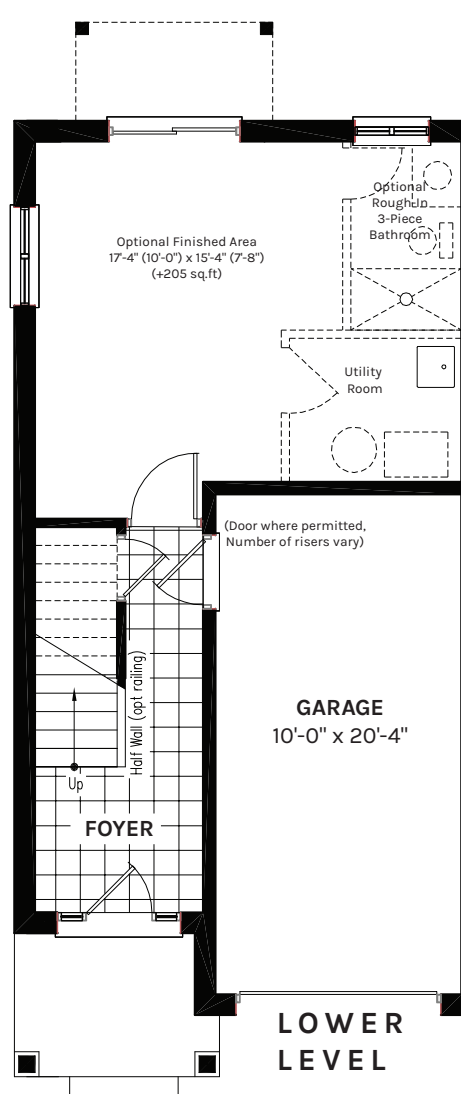 Optional
Rough-In
3-Piece
Bathroom
Optional Finished Area
17'-4" (10'-0") x 15'-4" (7'-8")
(+205 sq.ft)
Utility
Room
(Door where permitted,
Number of risers vary)
Half Wall (opt railing)
GARAGE
10'-0" x 20'-4"
Up
FOYER
LOWER
LEVEL